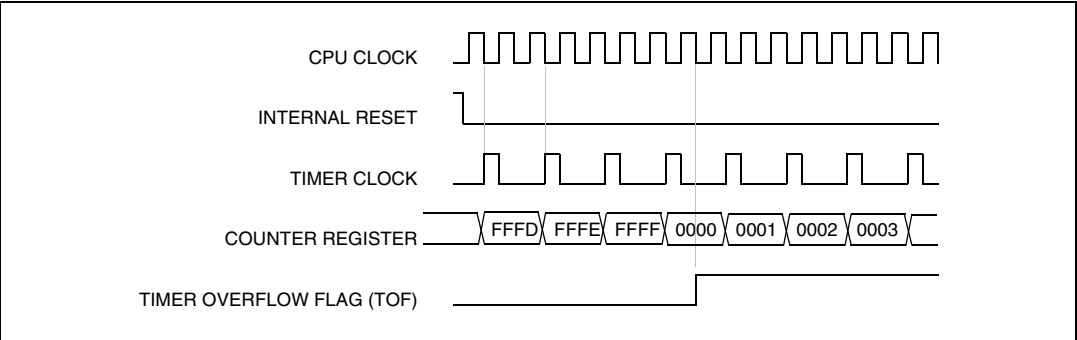 CPU CLOCK
INTERNAL RESET
TIMER CLOCK
COUNTER REGISTER FFFD FFFE FFFF 0000 0001 0002 0003
TIMER OVERFLOW FLAG (TOF)